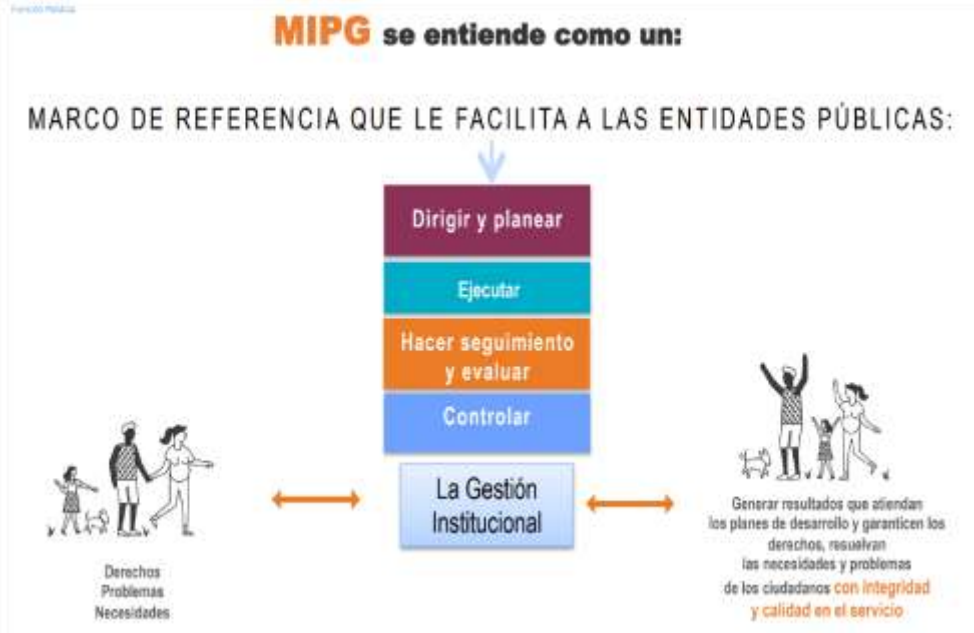 Función Pública
MIPG se entiende como un:
MARCO DE REFERENCIA QUE LE FACILITA A LAS ENTIDADES PÚBLICAS:
Dirigir y planear
Ejecutar
Hacer seguimiento
y evaluar
Controlar
La Gestión
Institucional
Derechos
Problemas
Necesidades
Generar resultados que atiendan
los planes de desarrollo y garanticen los
derechos, resuelvan
las necesidades y problemas
de los ciudadanos con integridad
y calidad en el servicio